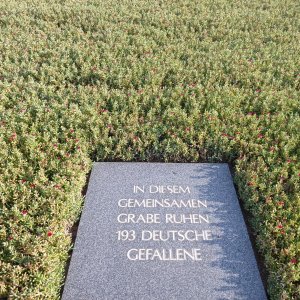 IN DIESEM
GEMEINSAMEN
GRABE RUHEN
193 DEUTSCHE
GEFALLENE